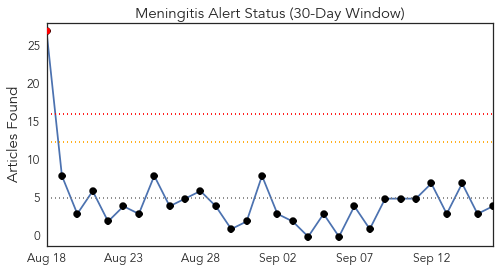 Meningitis Alert Status (30-Day Window)
Articles Found
25
20
15
10
5
0
Aug 18 Aug 23 Aug 28 Sep 02 Sep 07 Sep 12